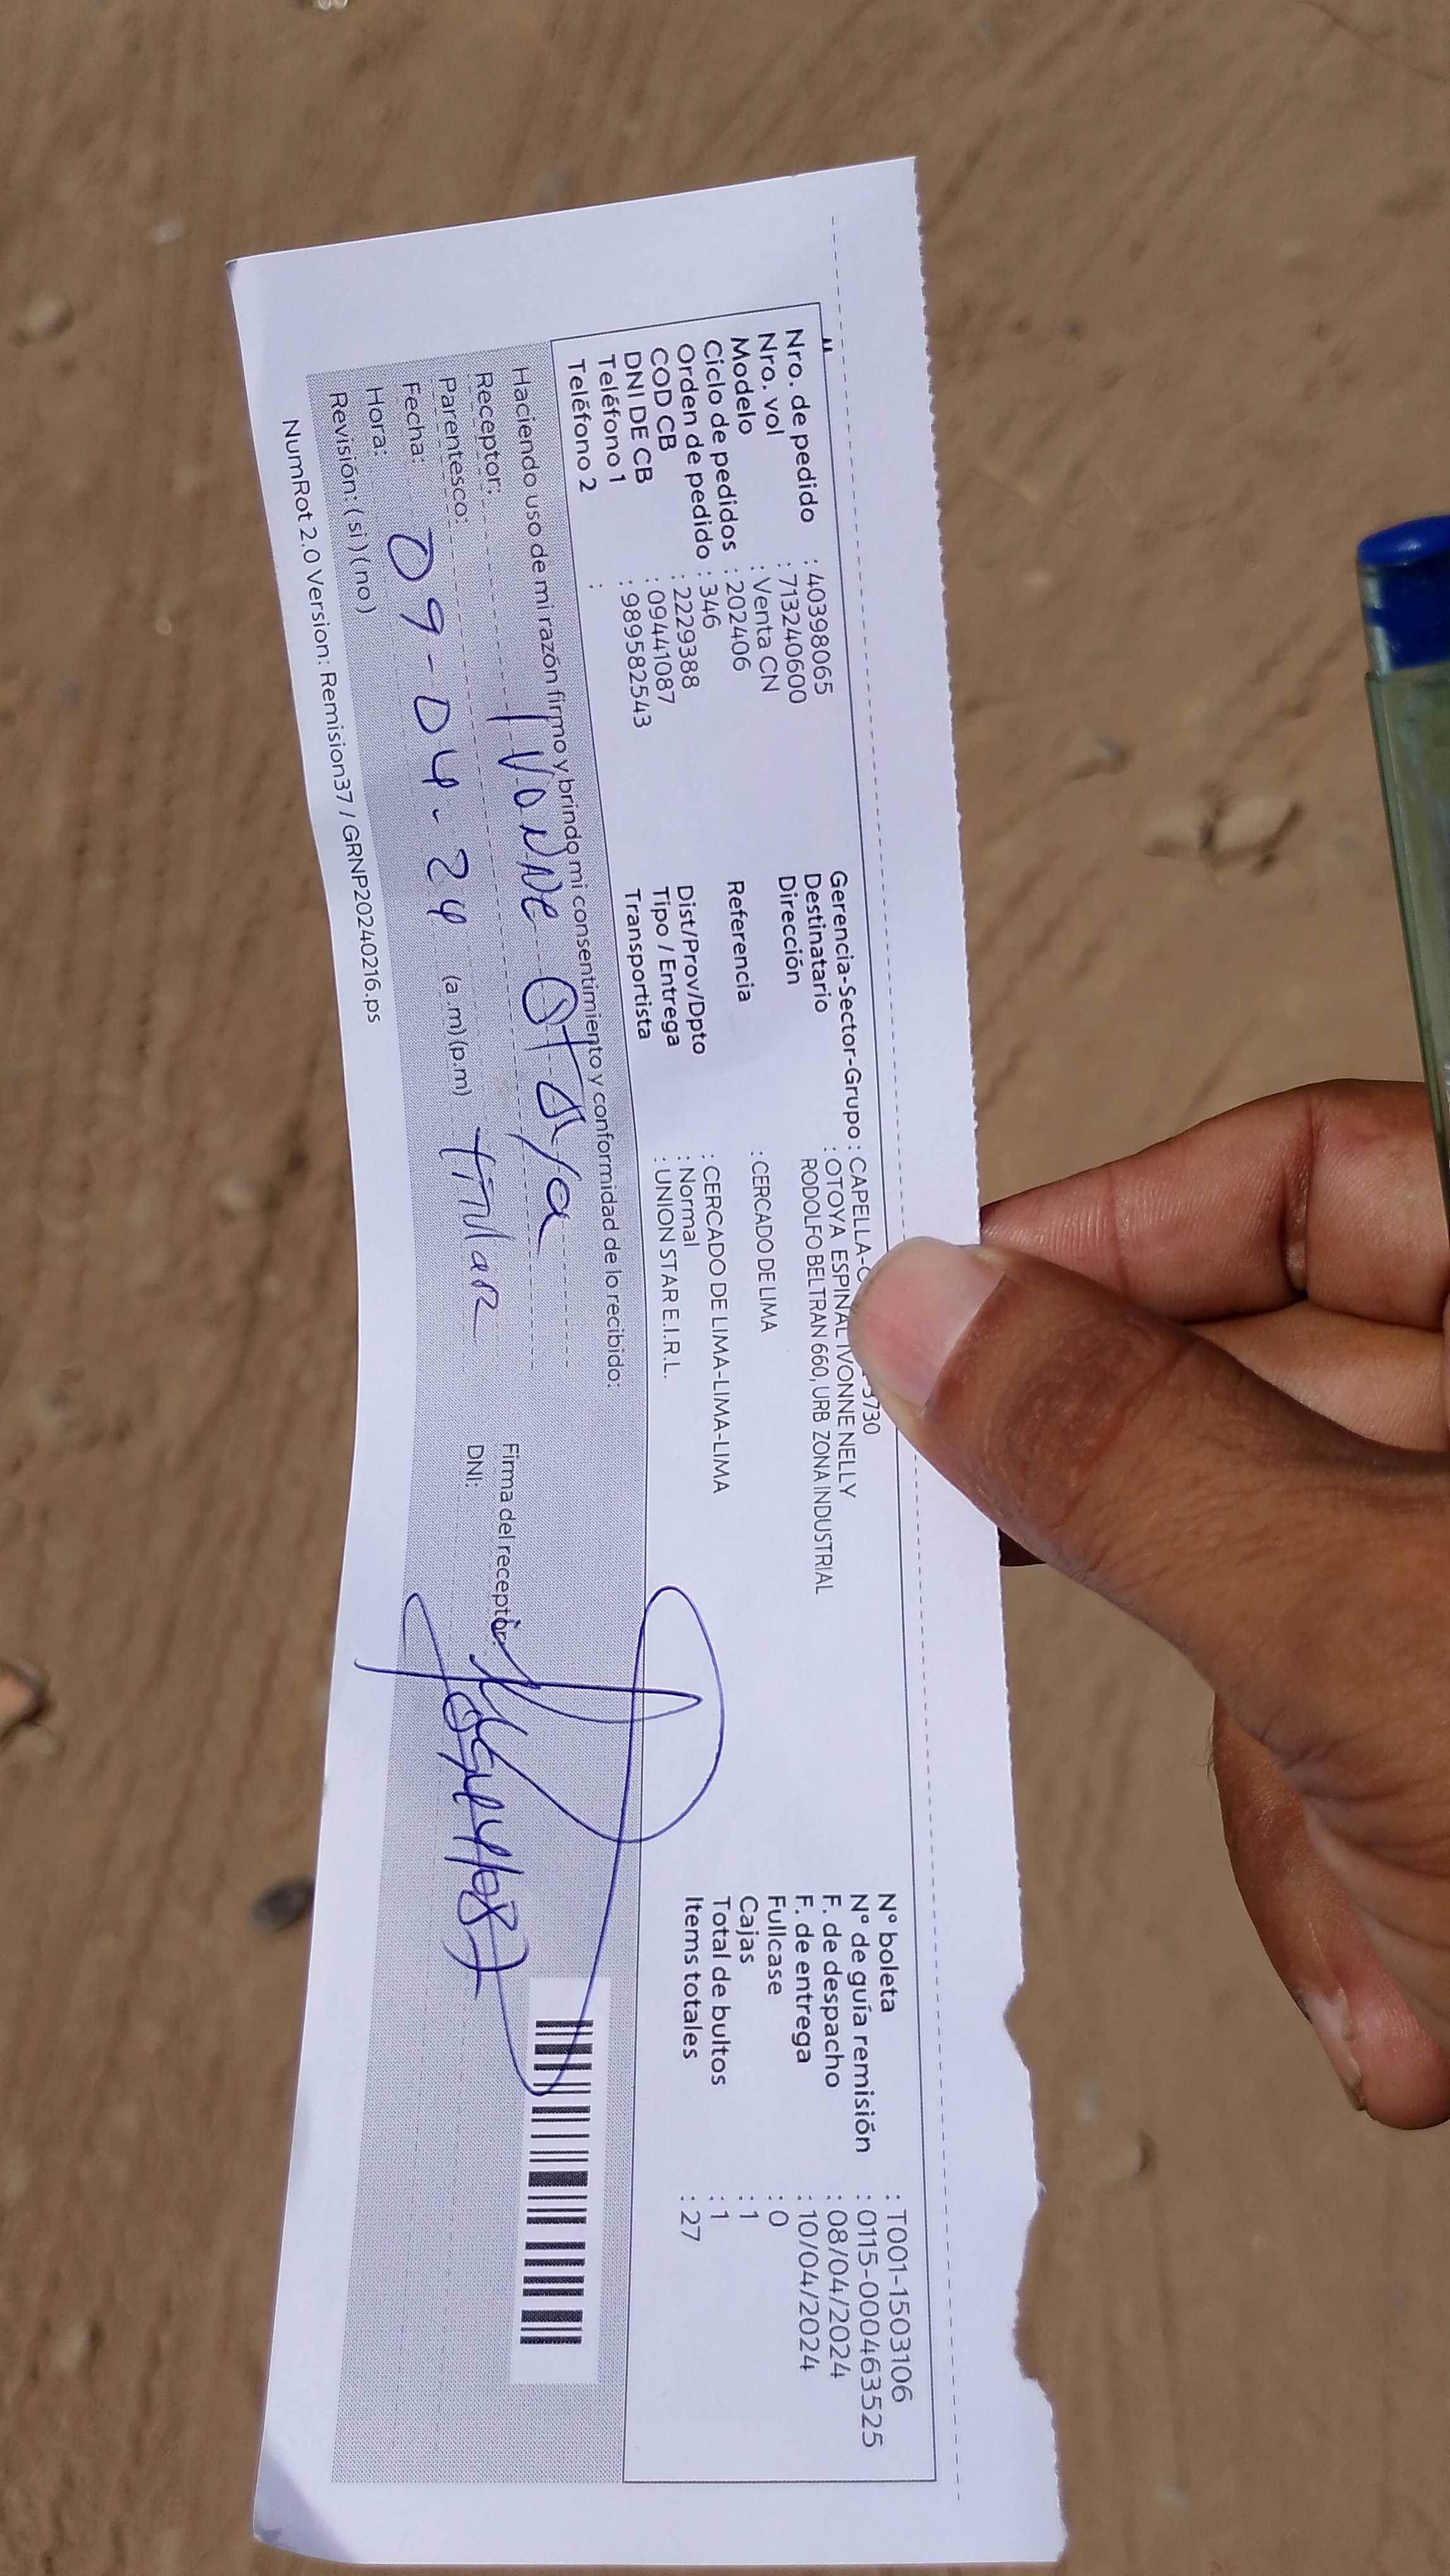 Nro. de pedido : 40398065
Nro. vol : 713240600
Modelo : Venta CN
Ciclo de pedidos : 202406
Orden de pedido : 346
COD CB : 2229388
DNI DE CB : 09441087
Teléfono 1 : 989582543
Teléfono 2 :
Gerencia-Sector-Grupo : CAPELLA- 3730
Destinatario : OTOYA ESPINAL IVONNE NELLY
Dirección RODOLFO BELTRAN 660, URB ZONA INDUSTRIAL
Referencia : CERCADO DE LIMA
Dist/Prov/Dpto : CERCADO DE LIMA-LIMA-LIMA
Tipo / Entrega : Normal
Transportista : UNION STAR E.I.R.L.
N° boleta : T001-1503106
N° de guía remisión : 0115-000463525
F. de despacho : 08/04/2024
F. de entrega : 10/04/2024
Fullcase : 0
Cajas : 1
Total de bultos : 1
Items totales : 27
Haciendo uso de mi razón firmo y brindo mi consentimiento y conformidad de lo recibido:
Receptor: IVONNE OTOYA
Parentesco: TITULAR
Fecha: 09-04-24
Hora: (a.m)(p.m)
Revisión: ( si ) ( no )
Firma del receptor:
DNI: 09441087
NumRot 2.0 Version: Remision37 / GRNP20240216.ps